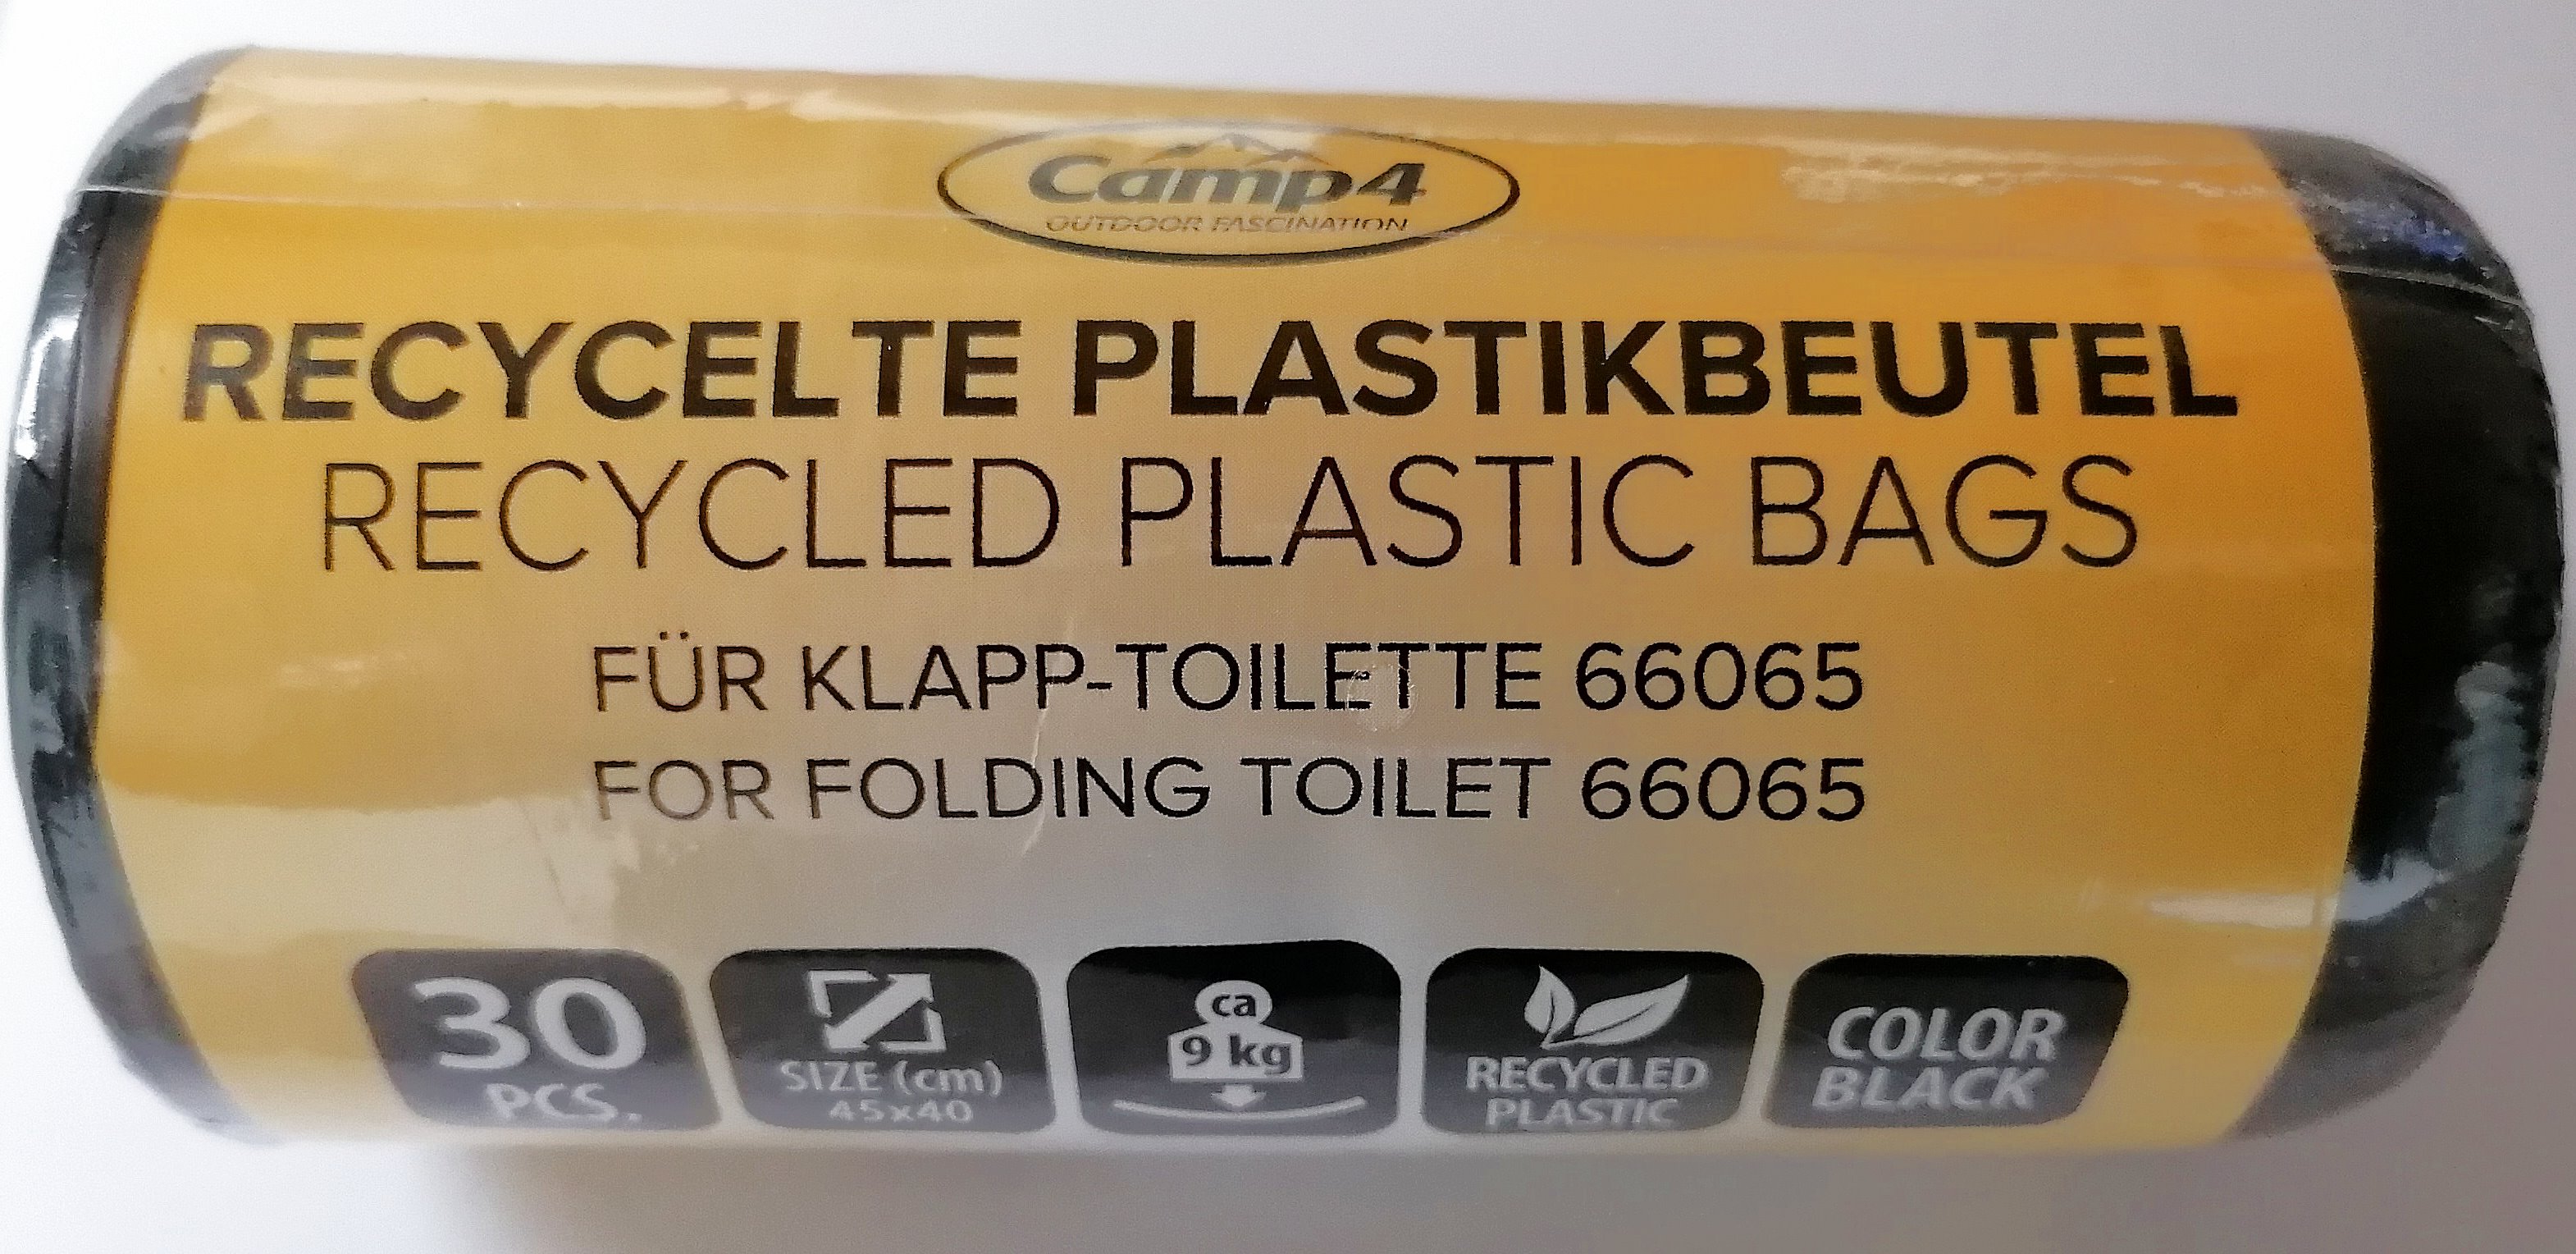 Camp4
OUTDOOR FASCINATION
RECYCELTE PLASTIKBEUTEL
RECYCLED PLASTIC BAGS
FÜR KLAPP-TOILETTE 66065
FOR FOLDING TOILET 66065
30
PCS.
SIZE (cm)
45x40
ca
9 kg
RECYCLED
PLASTIC
COLOR
BLACK